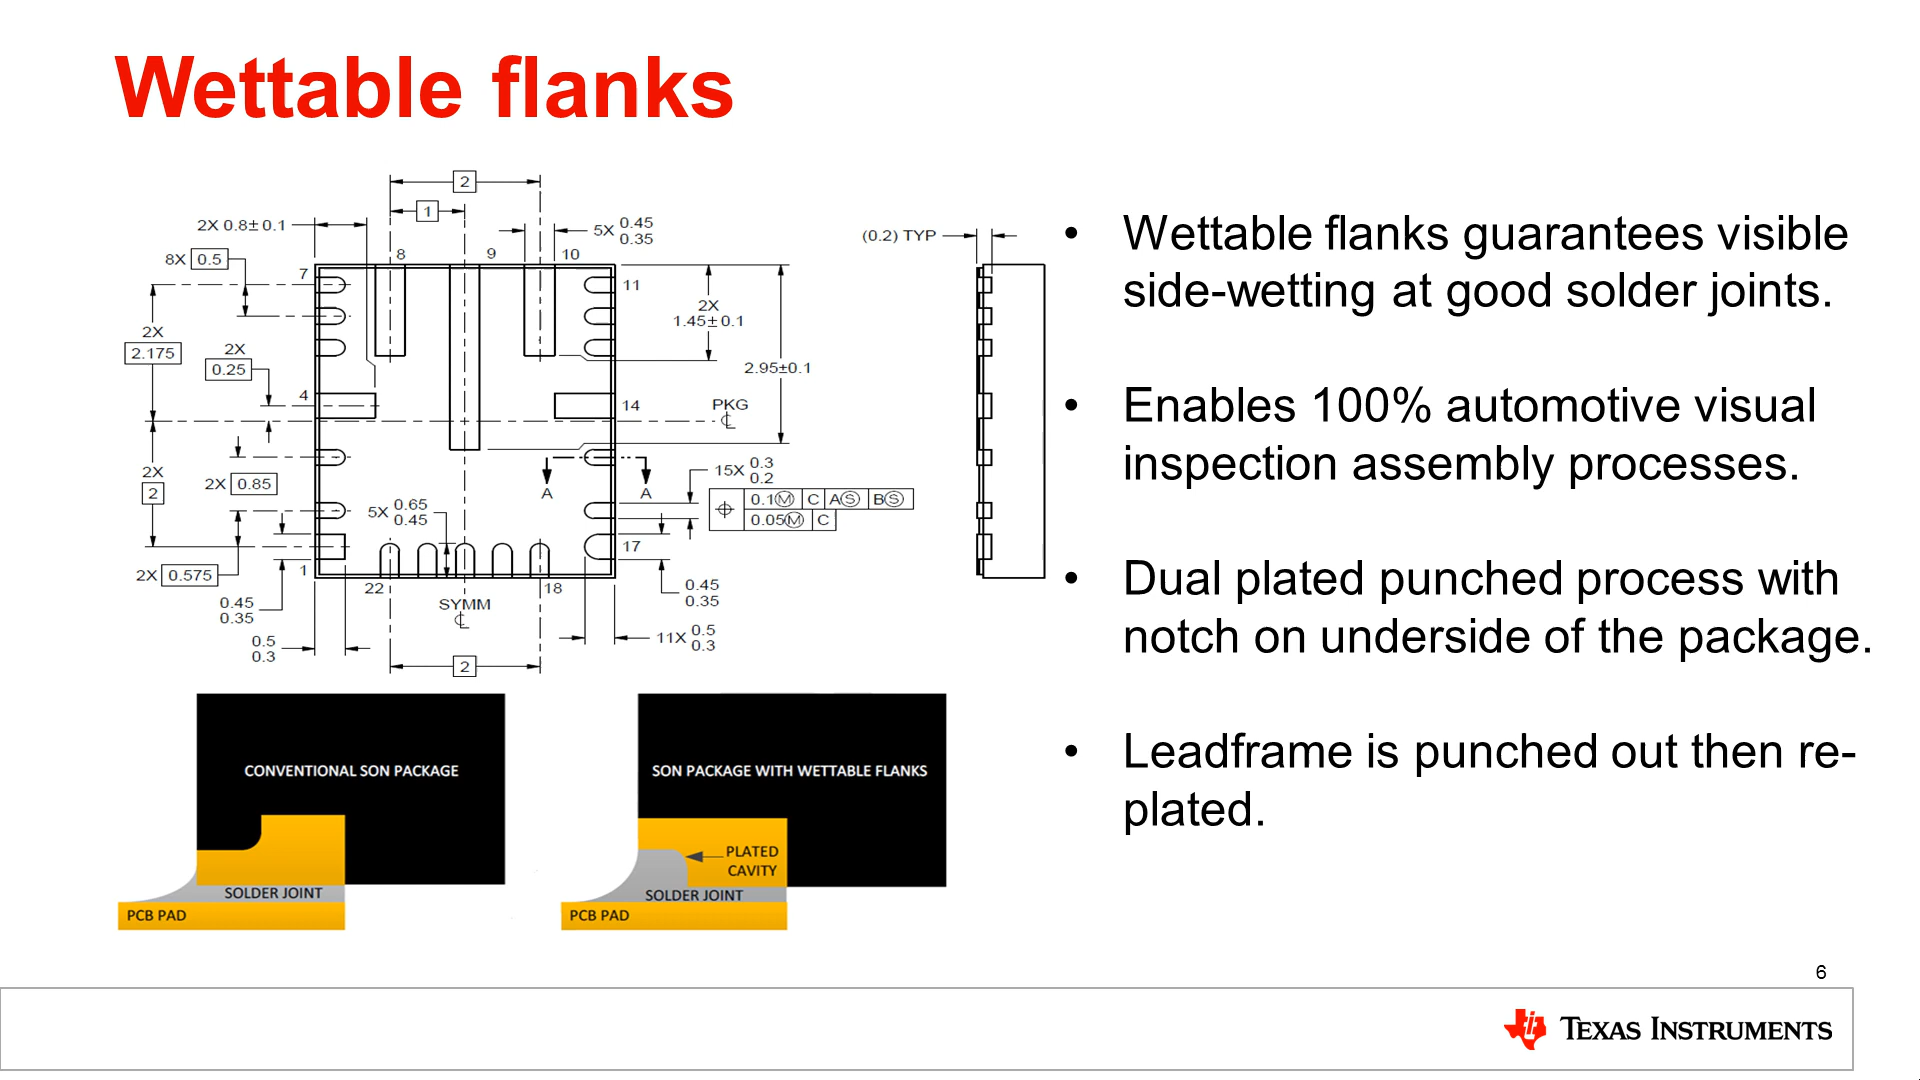 Wettable flanks
2
1
2X 0.8±0.1
5X 0.45
0.35
(0.2) TYP
8X 0.5
7
8
9
10
11
2X
2.175
2X
0.25
2X
1.45±0.1
2.95±0.1
4
14
PKG
℄
2X
2
2X 0.85
A
A
15X 0.3
0.2
0.1Ⓜ C AⓈ BⓈ
0.05Ⓜ C
5X 0.65
0.45
17
2X 0.575
1
22
18
SYMM
℄
0.45
0.35
0.45
0.35
0.5
0.3
11X 0.5
0.3
2
CONVENTIONAL SON PACKAGE
SOLDER JOINT
PCB PAD
SON PACKAGE WITH WETTABLE FLANKS
PLATED
CAVITY
SOLDER JOINT
PCB PAD
• Wettable flanks guarantees visible
side-wetting at good solder joints.
• Enables 100% automotive visual
inspection assembly processes.
• Dual plated punched process with
notch on underside of the package.
• Leadframe is punched out then re-
plated.
6
TEXAS INSTRUMENTS